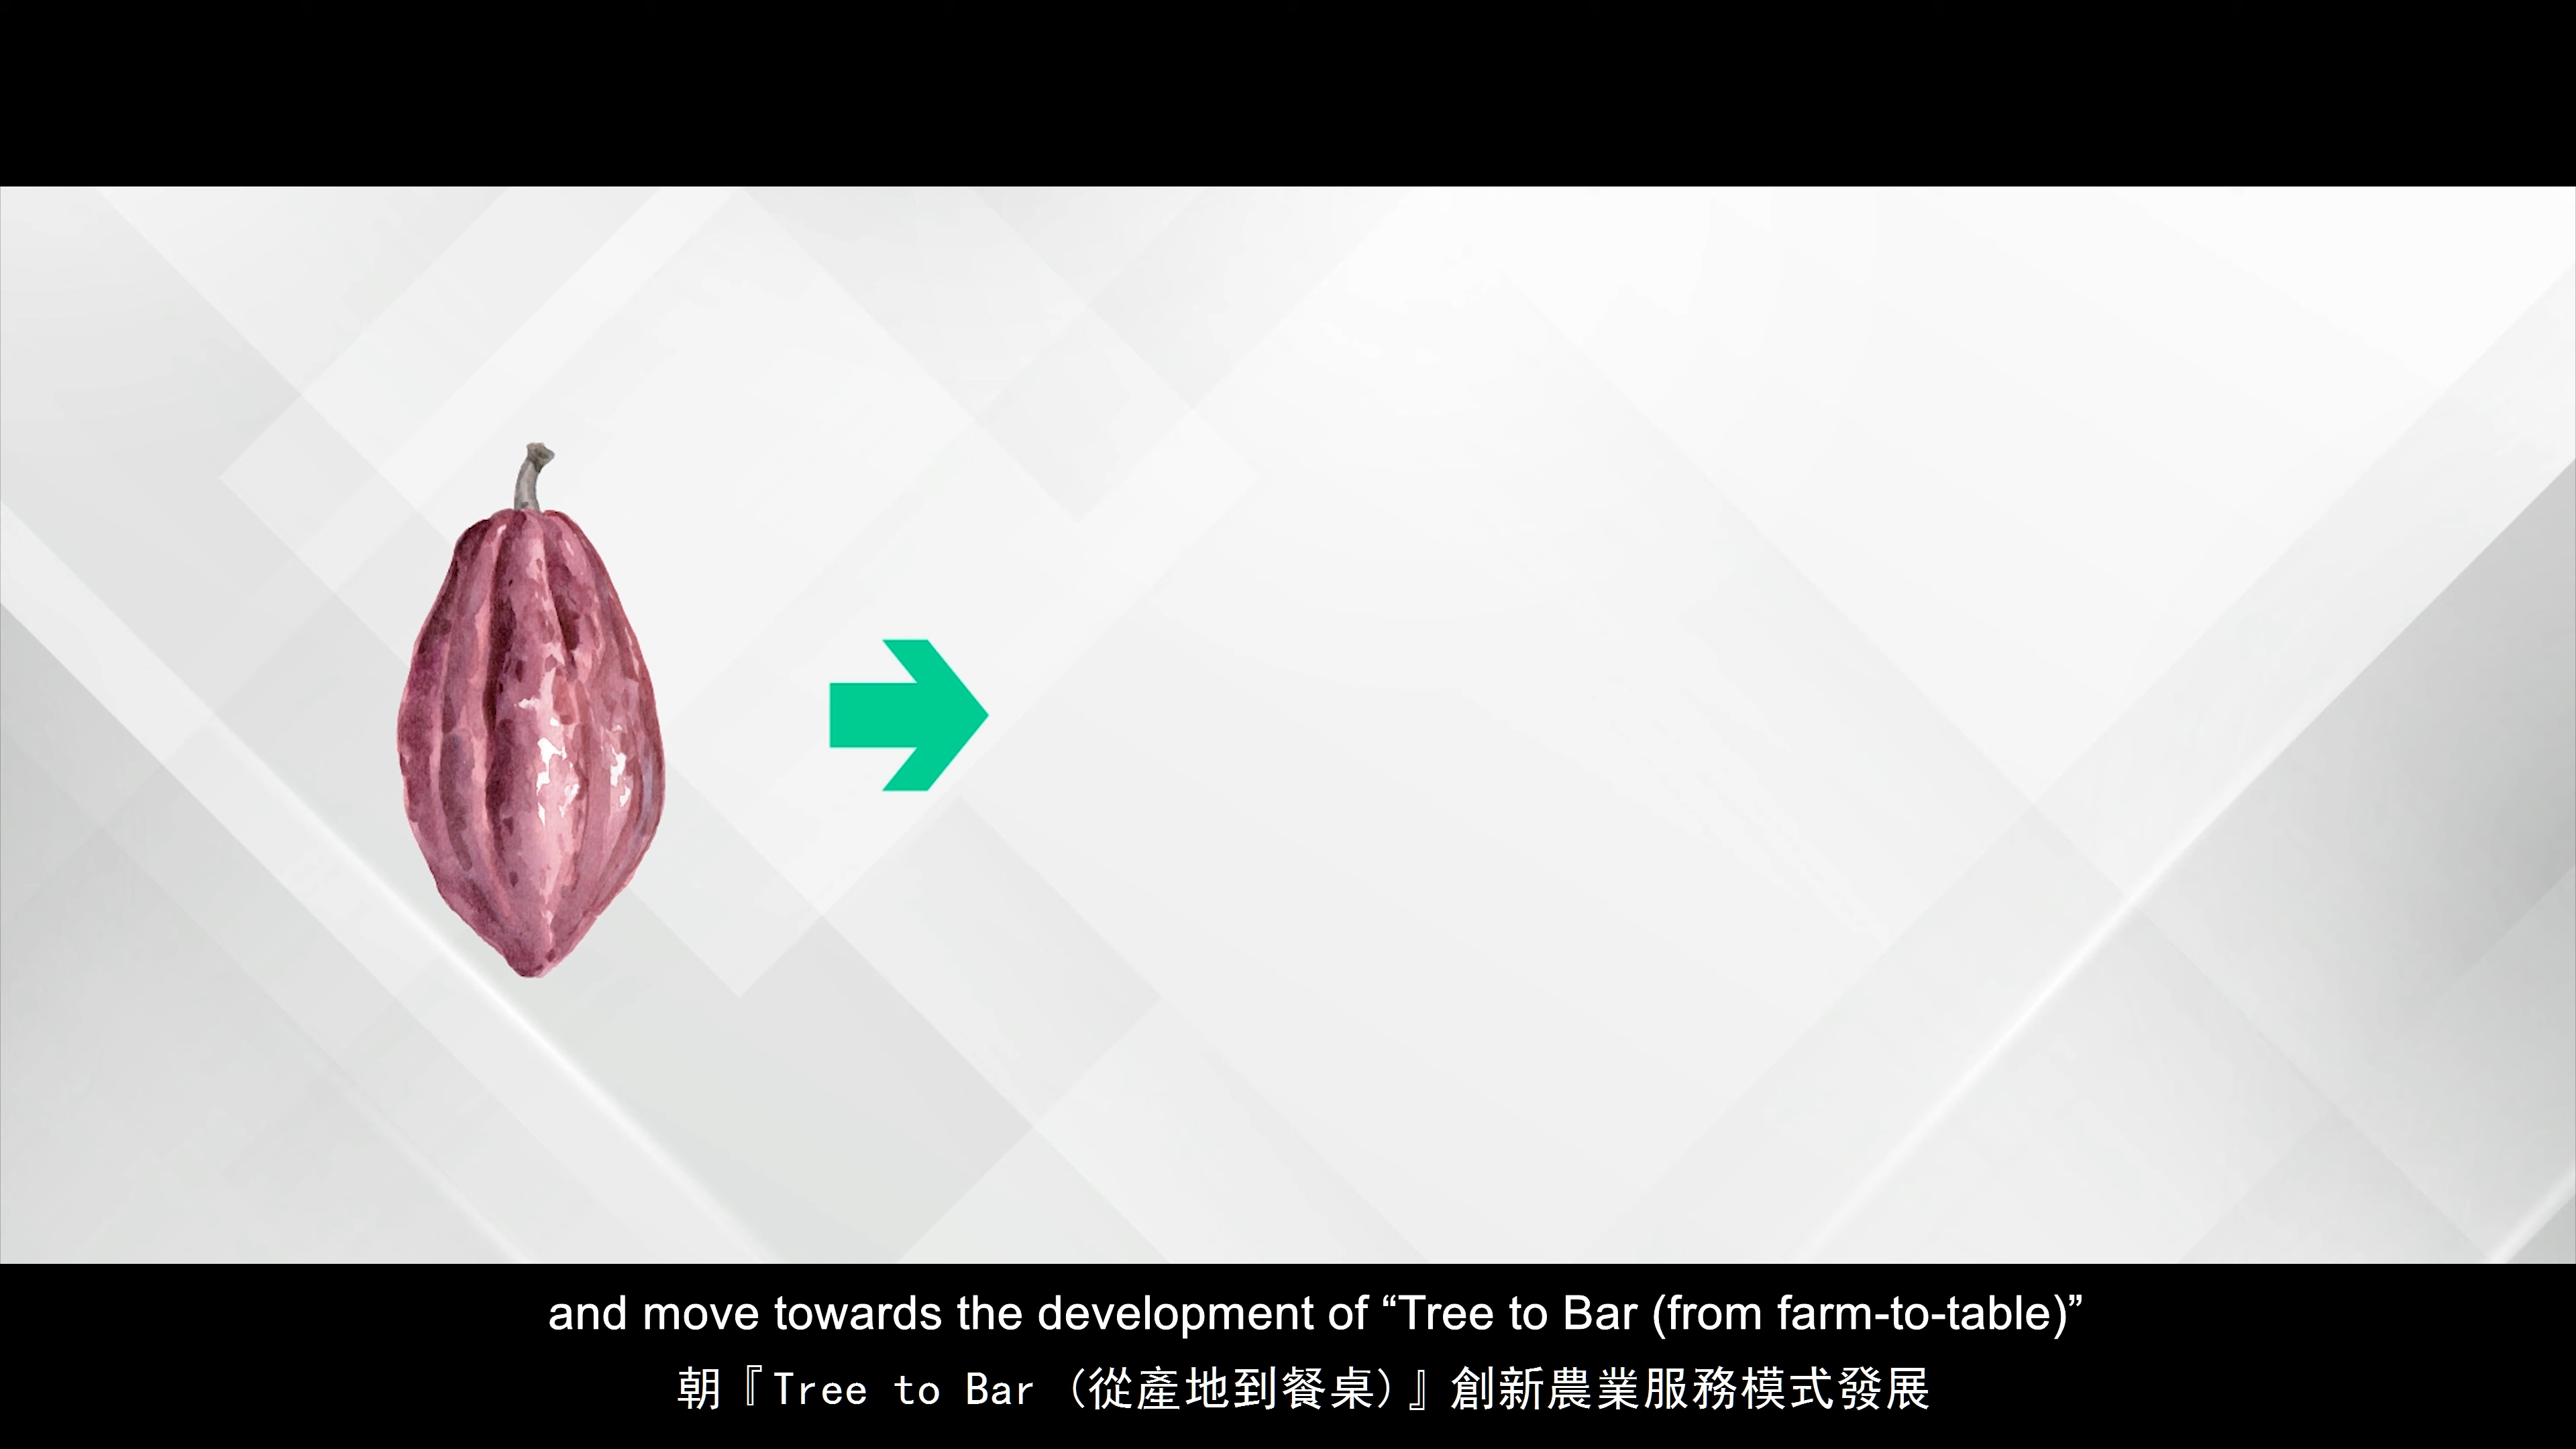 and move towards the development of “Tree to Bar (from farm-to-table)”
朝『Tree to Bar (從產地到餐桌)』創新農業服務模式發展